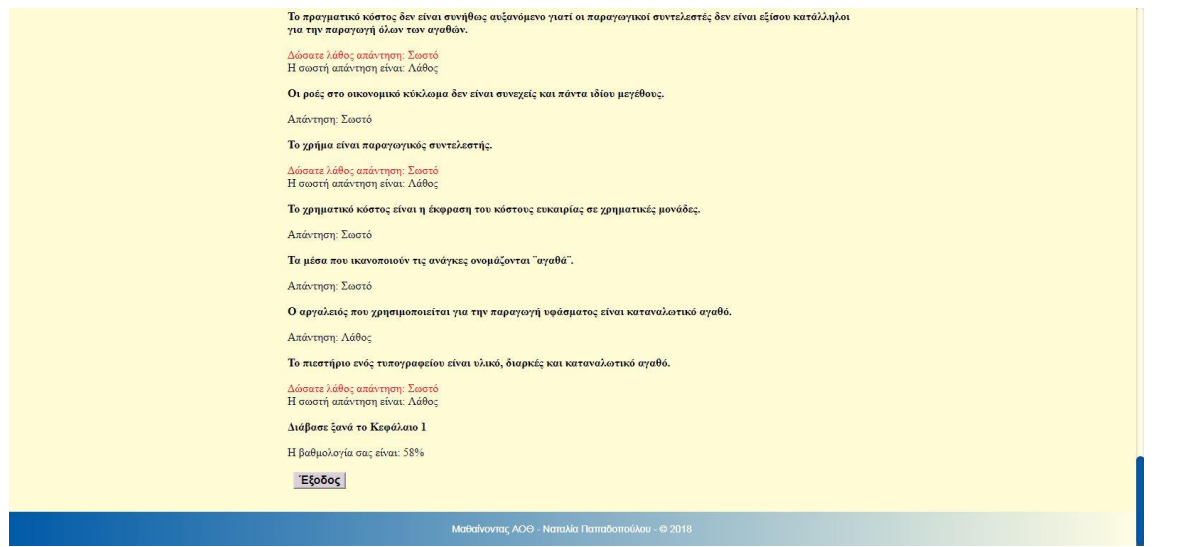 Το πραγματικό κόστος δεν είναι συνήθως αυξανόμενο γιατί οι παραγωγικοί συντελεστές δεν είναι εξίσου κατάλληλοι
για την παραγωγή όλων των αγαθών.
Δώσατε λάθος απάντηση: Σωστό
Η σωστή απάντηση είναι: Λάθος
Οι ροές στο οικονομικό κύκλωμα δεν είναι συνεχείς και πάντα ιδίου μεγέθους.
Απάντηση: Σωστό
Το χρήμα είναι παραγωγικός συντελεστής.
Δώσατε λάθος απάντηση: Σωστό
Η σωστή απάντηση είναι: Λάθος
Το χρηματικό κόστος είναι η έκφραση του κόστους ευκαιρίας σε χρηματικές μονάδες.
Απάντηση: Σωστό
Τα μέσα που ικανοποιούν τις ανάγκες ονομάζονται ¨αγαθά¨.
Απάντηση: Σωστό
Ο αργαλειός που χρησιμοποιείται για την παραγωγή υφάσματος είναι καταναλωτικό αγαθό.
Απάντηση: Λάθος
Το πιεστήριο ενός τυπογραφείου είναι υλικό, διαρκές και καταναλωτικό αγαθό.
Δώσατε λάθος απάντηση: Σωστό
Η σωστή απάντηση είναι: Λάθος
Διάβασε ξανά το Κεφάλαιο 1
Η βαθμολογία σας είναι: 58%
Έξοδος
Μαθαίνοντας ΑΟΘ - Ναταλία Παπαδοπούλου - © 2018